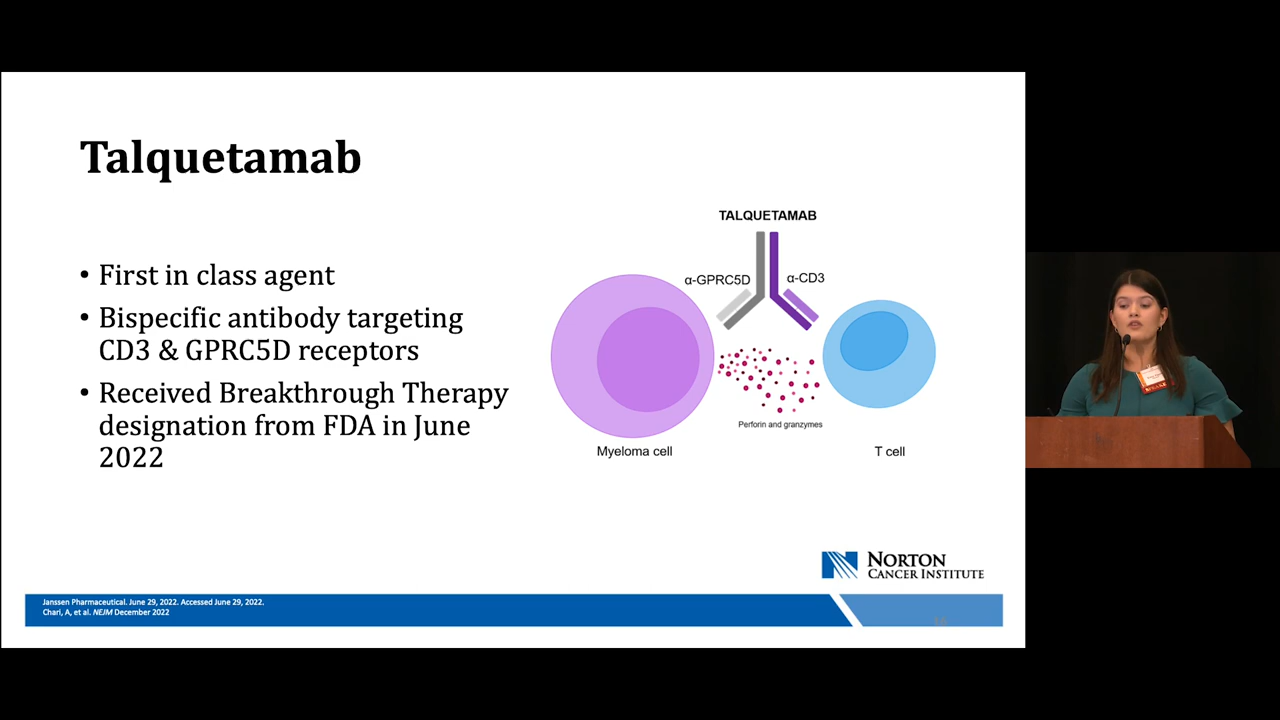 Talquetamab
• First in class agent
• Bispecific antibody targeting
CD3 & GPRC5D receptors
• Received Breakthrough Therapy
designation from FDA in June
2022
TALQUETAMAB
α-GPRC5D
α-CD3
Perforin and granzymes
Myeloma cell
T cell
NORTON
CANCER INSTITUTE
Janssen Pharmaceutical. June 29, 2022. Accessed June 29, 2022.
Chari, A, et al. NEJM December 2022